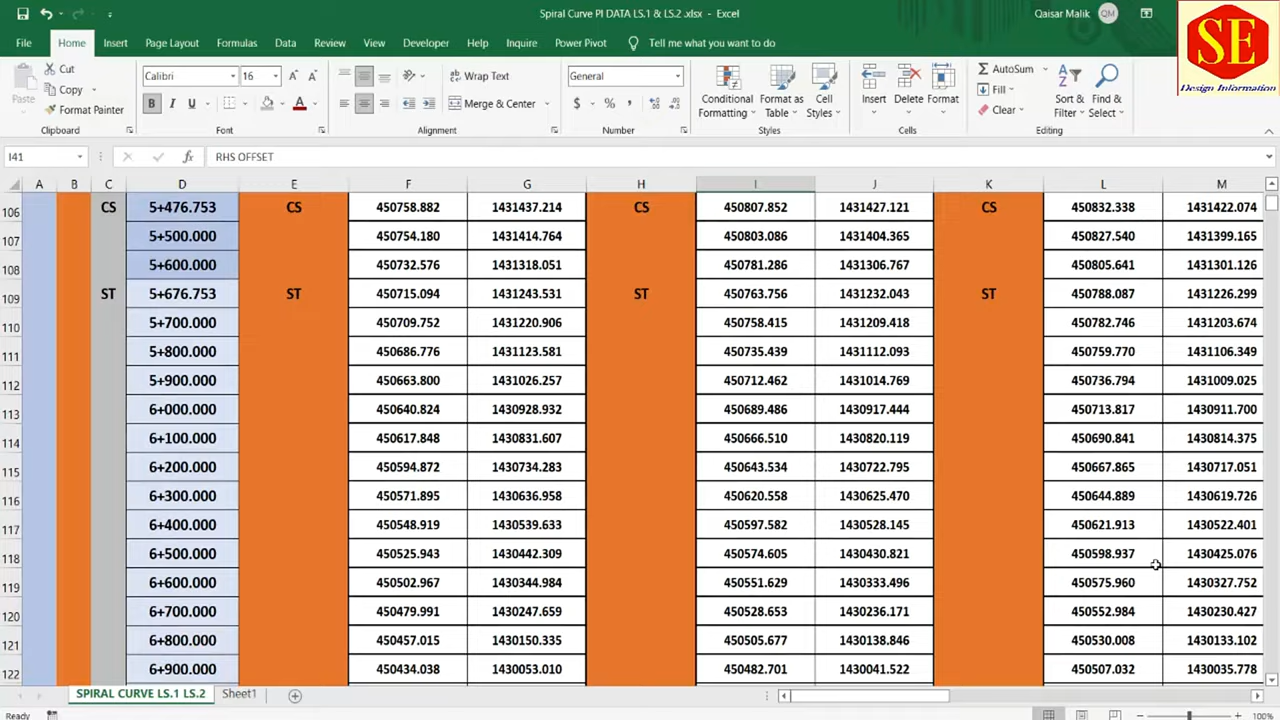 Spiral Curve PI DATA LS.1 & LS.2 .xlsx - Excel
Qaisar Malik QM
SE
Design Information
File Home Insert Page Layout Formulas Data Review View Developer Help Inquire Power Pivot Tell me what you want to do
Paste
Cut
Copy
Format Painter
Clipboard
Calibri 16
B I U
Font
Wrap Text
Merge & Center
Alignment
General
$ % ,
Number
Conditional Formatting
Format as Table
Cell Styles
Styles
Insert Delete Format
Cells
AutoSum
Fill
Clear
Sort & Filter
Find & Select
Editing
I41 fx RHS OFFSET
A B C D E F G H I J K L M
106 CS 5+476.753 CS 450758.882 1431437.214 CS 450807.852 1431427.121 CS 450832.338 1431422.074
107 5+500.000 450754.180 1431414.764 450803.086 1431404.365 450827.540 1431399.165
108 5+600.000 450732.576 1431318.051 450781.286 1431306.767 450805.641 1431301.126
109 ST 5+676.753 ST 450715.094 1431243.531 ST 450763.756 1431232.043 ST 450788.087 1431226.299
110 5+700.000 450709.752 1431220.906 450758.415 1431209.418 450782.746 1431203.674
111 5+800.000 450686.776 1431123.581 450735.439 1431112.093 450759.770 1431106.349
112 5+900.000 450663.800 1431026.257 450712.462 1431014.769 450736.794 1431009.025
113 6+000.000 450640.824 1430928.932 450689.486 1430917.444 450713.817 1430911.700
114 6+100.000 450617.848 1430831.607 450666.510 1430820.119 450690.841 1430814.375
115 6+200.000 450594.872 1430734.283 450643.534 1430722.795 450667.865 1430717.051
116 6+300.000 450571.895 1430636.958 450620.558 1430625.470 450644.889 1430619.726
117 6+400.000 450548.919 1430539.633 450597.582 1430528.145 450621.913 1430522.401
118 6+500.000 450525.943 1430442.309 450574.605 1430430.821 450598.937 1430425.076
119 6+600.000 450502.967 1430344.984 450551.629 1430333.496 450575.960 1430327.752
120 6+700.000 450479.991 1430247.659 450528.653 1430236.171 450552.984 1430230.427
121 6+800.000 450457.015 1430150.335 450505.677 1430138.846 450530.008 1430133.102
122 6+900.000 450434.038 1430053.010 450482.701 1430041.522 450507.032 1430035.778
SPIRAL CURVE LS.1 LS.2 Sheet1
Ready 100%